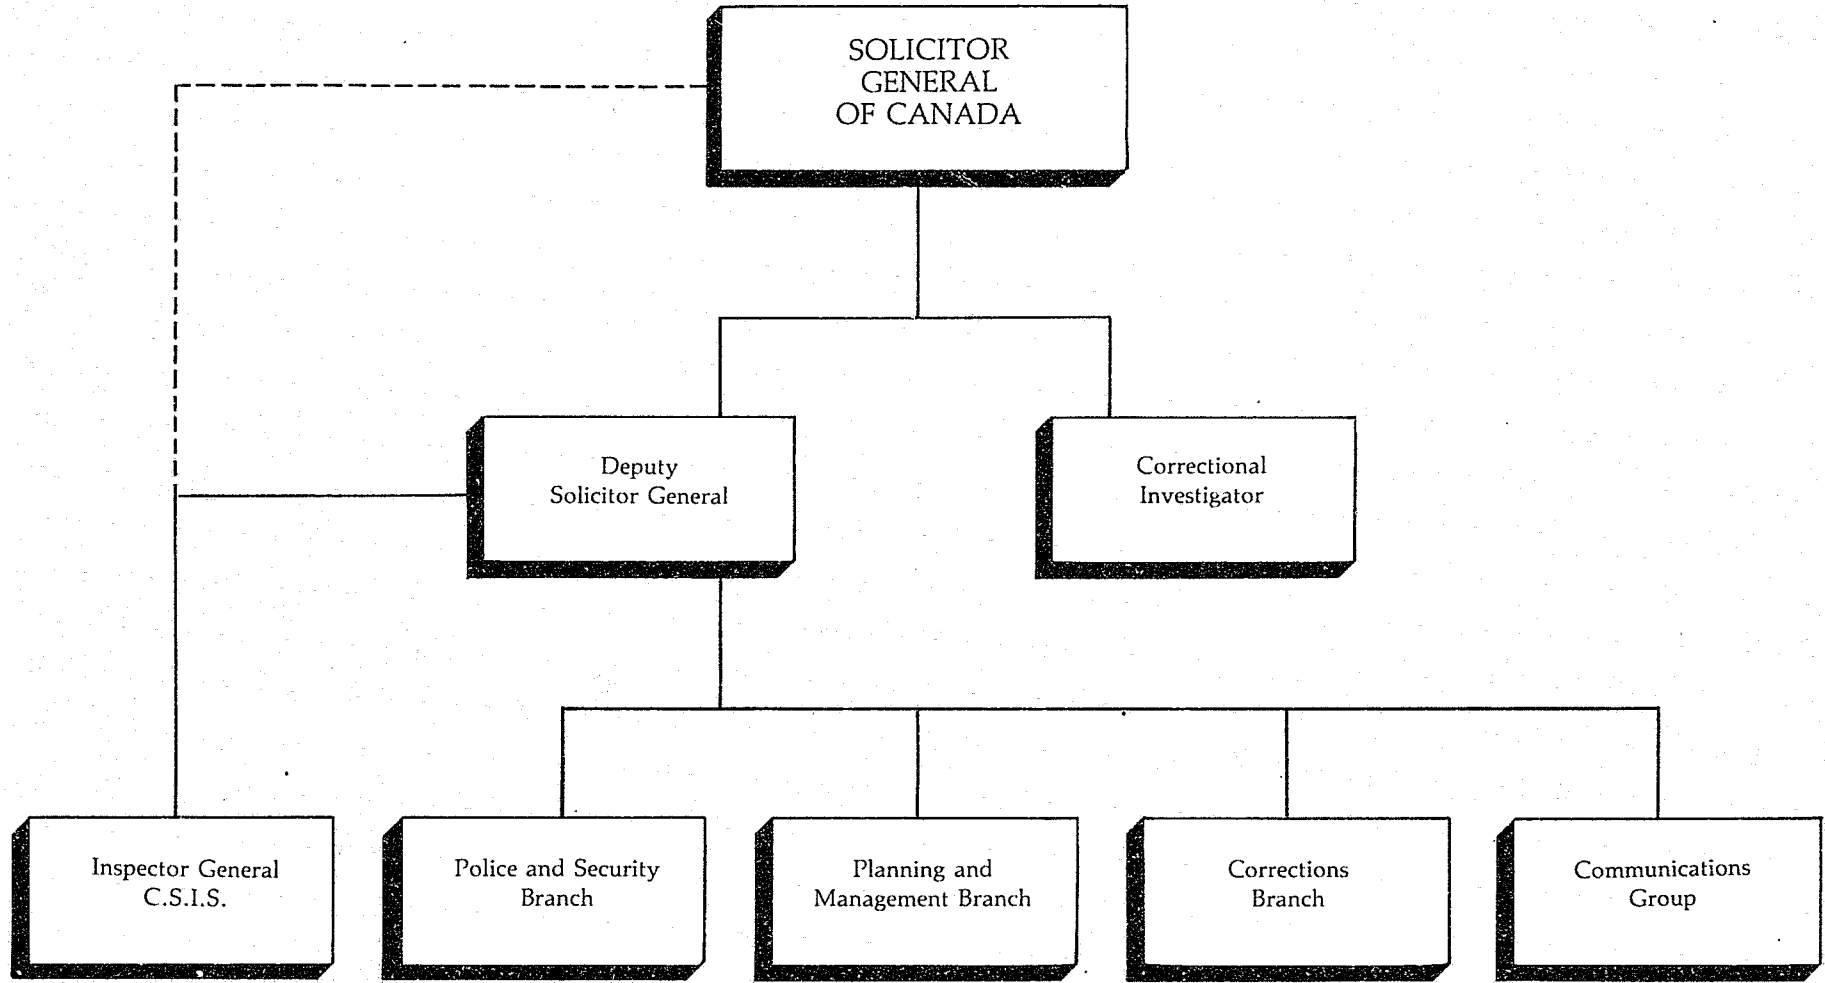 SOLICITOR
GENERAL
OF CANADA
Deputy
Solicitor General
Correctional
Investigator
Inspector General
C.S.I.S.
Police and Security
Branch
Planning and
Management Branch
Corrections
Branch
Communications
Group